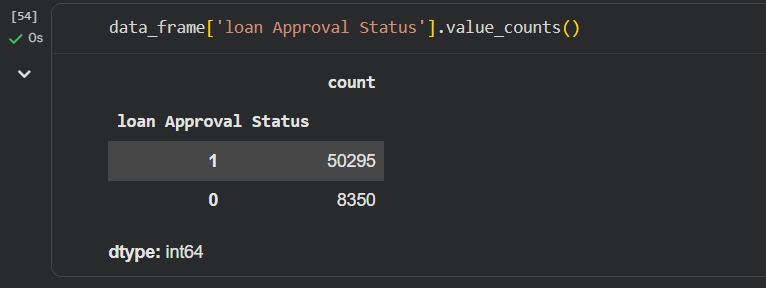 [54]
0s
data_frame['loan Approval Status'].value_counts()
count
loan Approval Status
1 50295
0 8350
dtype: int64